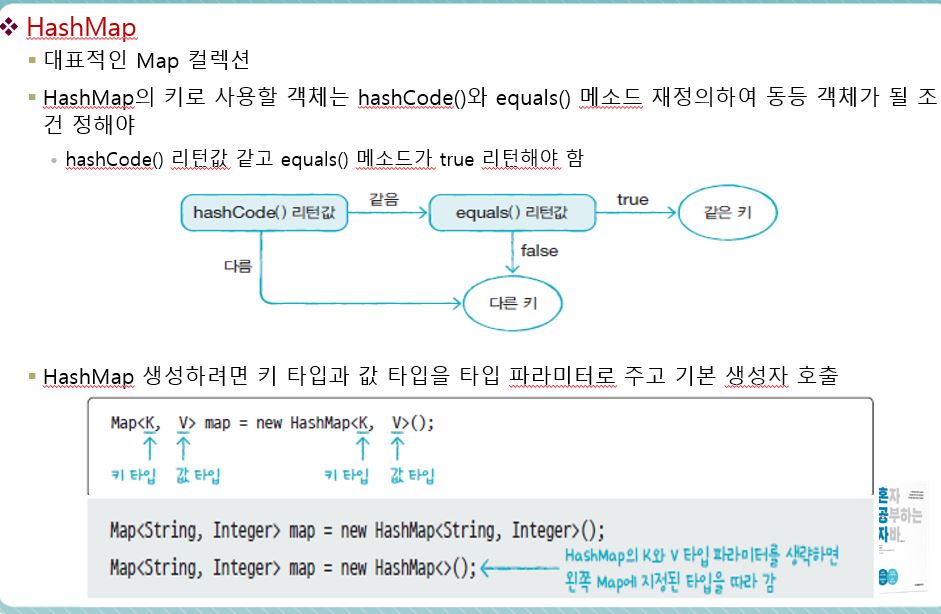 HashMap
대표적인 Map 컬렉션
HashMap의 키로 사용할 객체는 hashCode()와 equals() 메소드 재정의하여 동등 객체가 될 조
건 정해야
hashCode() 리턴값 같고 equals() 메소드가 true 리턴해야 함
hashCode() 리턴값
같음
equals() 리턴값
true
같은 키
다름
false
다른 키
HashMap 생성하려면 키 타입과 값 타입을 타입 파라미터로 주고 기본 생성자 호출
Map<K, V> map = new HashMap<K, V>();
키 타입 값 타입 키 타입 값 타입
Map<String, Integer> map = new HashMap<String, Integer>();
Map<String, Integer> map = new HashMap<>();
HashMap의 K와 V 타입 파라미터를 생략하면
왼쪽 Map에 지정된 타입을 따라 감
혼자
공부하는
자바